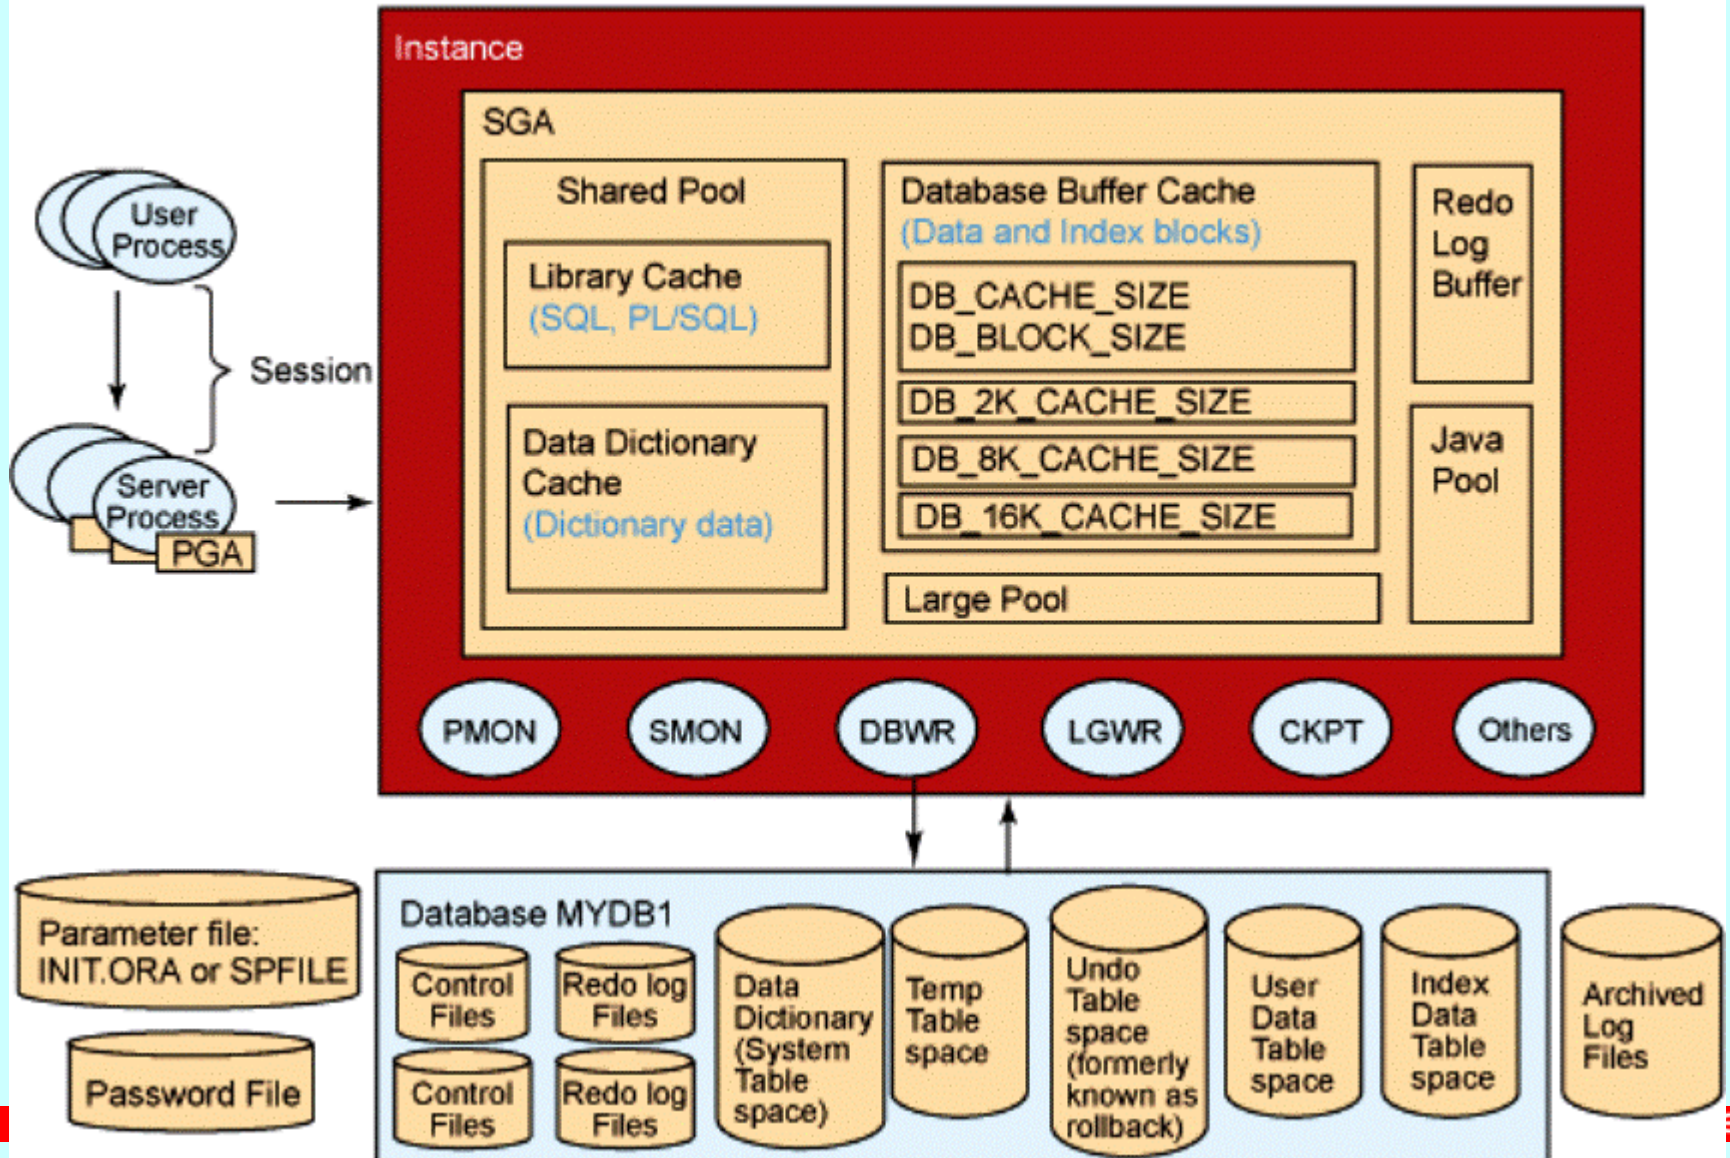 Instance
SGA
Shared Pool
Library Cache
(SQL, PL/SQL)
Data Dictionary
Cache
(Dictionary data)
Database Buffer Cache
(Data and Index blocks)
DB_CACHE_SIZE
DB_BLOCK_SIZE
DB_2K_CACHE_SIZE
DB_8K_CACHE_SIZE
DB_16K_CACHE_SIZE
Large Pool
Redo
Log
Buffer
Java
Pool
User
Process
Session
Server
Process
PGA
PMON
SMON
DBWR
LGWR
CKPT
Others
Parameter file:
INIT.ORA or SPFILE
Password File
Database MYDB1
Control
Files
Redo log
Files
Control
Files
Redo log
Files
Data
Dictionary
(System
Table
space)
Temp
Table
space
Undo
Table
space
(formerly
known as
rollback)
User
Data
Table
space
Index
Data
Table
space
Archived
Log
Files